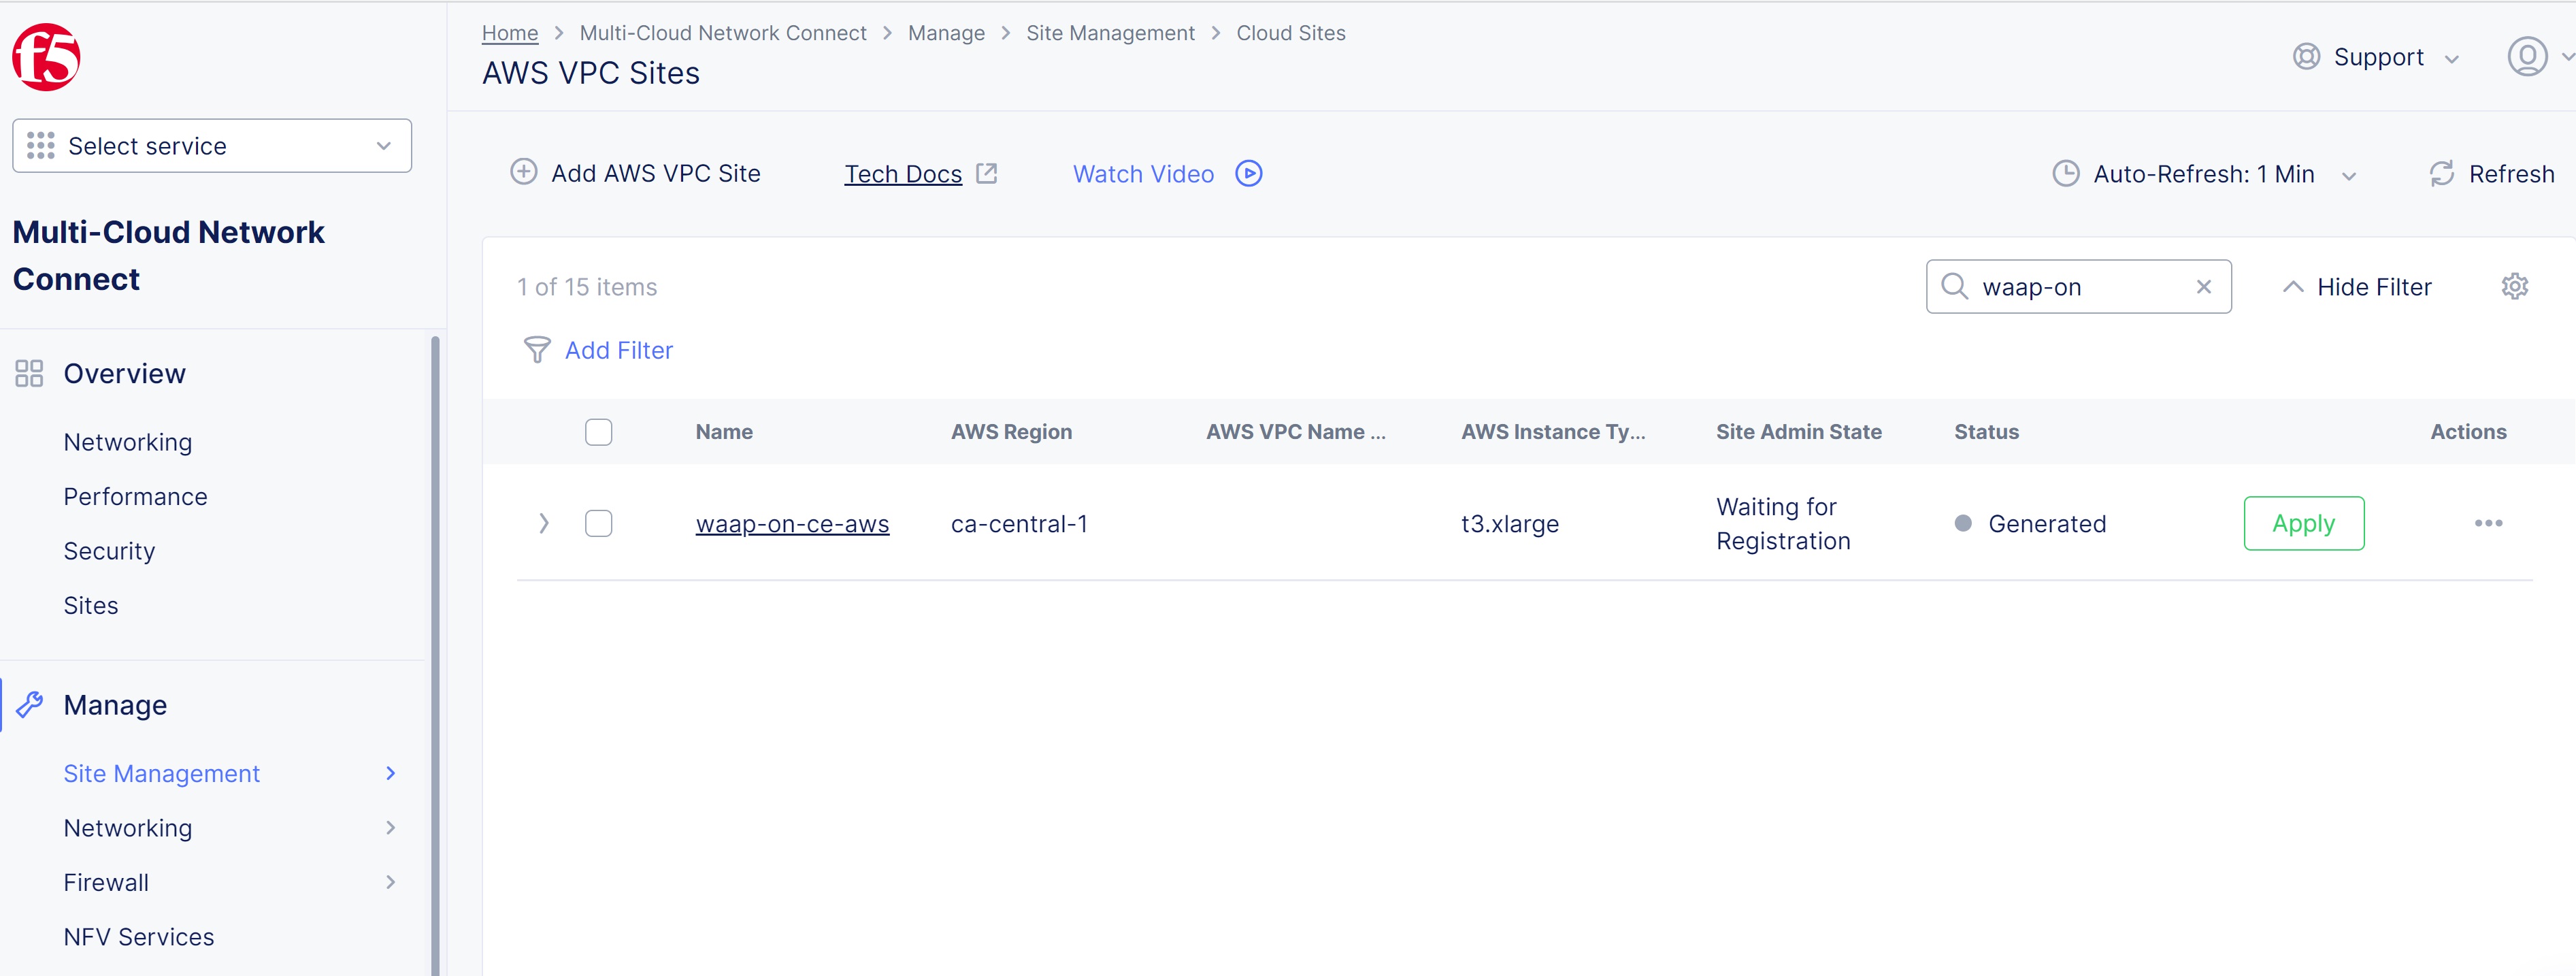 f5
Select service
Multi-Cloud Network
Connect
Overview
Networking
Performance
Security
Sites
Manage
Site Management
Networking
Firewall
NFV Services
Home > Multi-Cloud Network Connect > Manage > Site Management > Cloud Sites
AWS VPC Sites
Support
Add AWS VPC Site Tech Docs Watch Video Auto-Refresh: 1 Min Refresh
1 of 15 items waap-on Hide Filter
Add Filter
Name AWS Region AWS VPC Name ... AWS Instance Ty... Site Admin State Status Actions
waap-on-ce-aws ca-central-1 t3.xlarge Waiting for Generated Apply
Registration